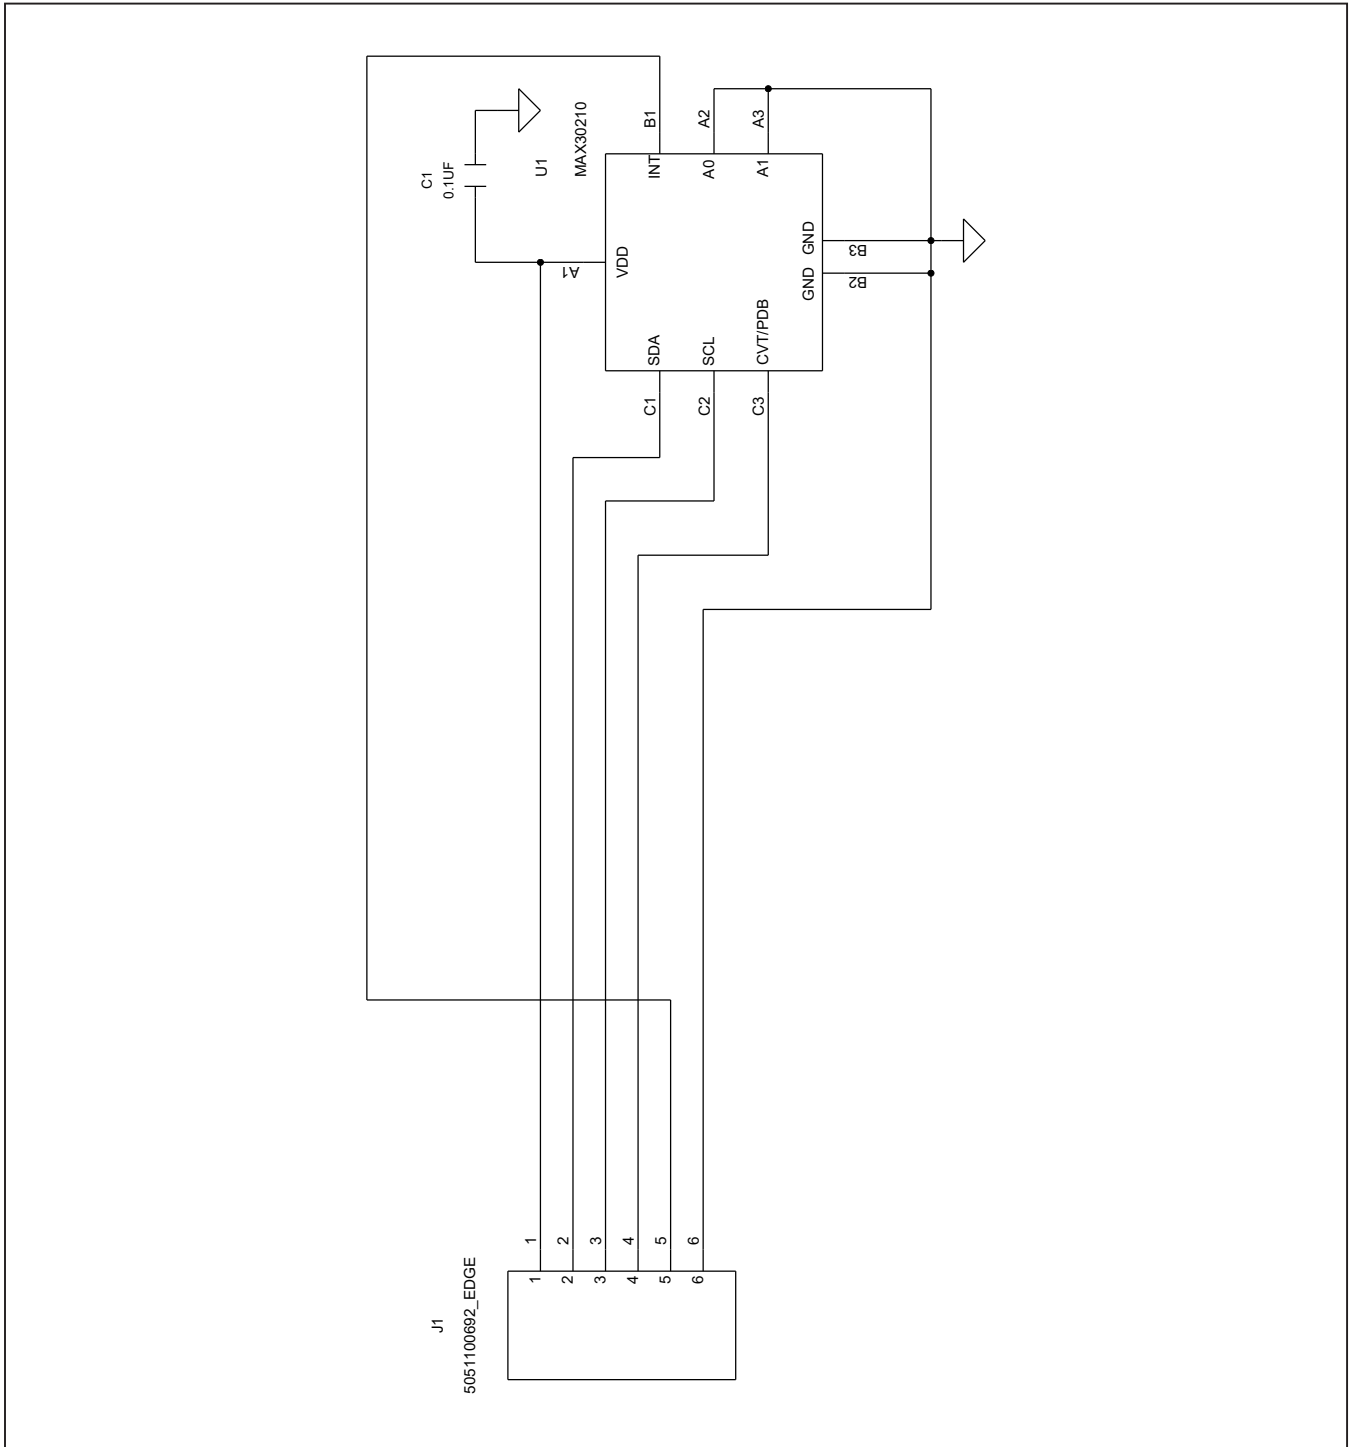 C1
0.1UF
U1
MAX30210
B1
A2
A3
INT
A0
A1
VDD
A1
GND
GND
B3
B2
SDA
SCL
CVT/PDB
C1
C2
C3
1
2
3
4
5
6
1
2
3
4
5
6
J1
5051100692_EDGE